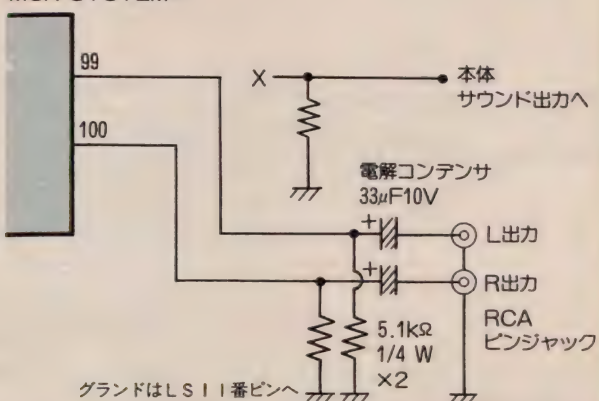 99
X
本体
サウンド出力へ
100
電解コンデンサ
33μF10V
+
L出力
+
R出力
RCA
ピンジャック
5.1kΩ
1/4 W
×2
グランドはLSI1番ピンへ